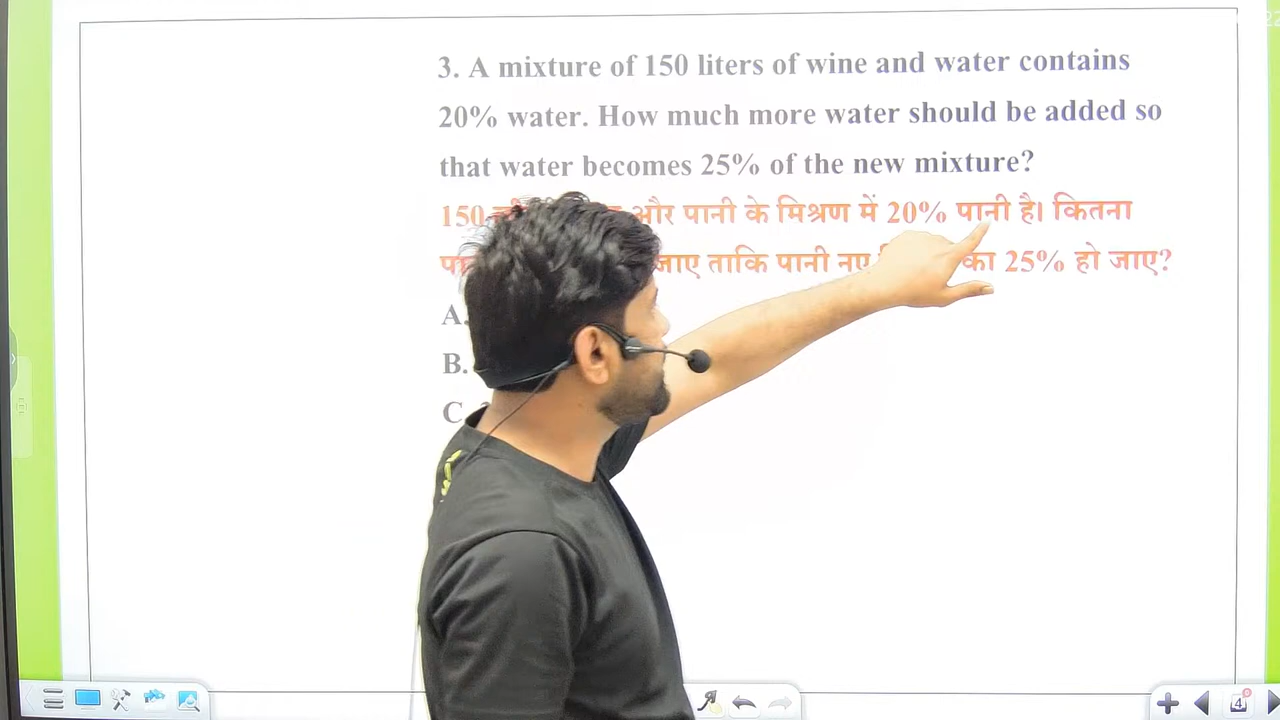 3. A mixture of 150 liters of wine and water contains
20% water. How much more water should be added so
that water becomes 25% of the new mixture?
150 और पानी के मिश्रण में 20% पानी है। कितना
जाए ताकि पानी नए का 25% हो जाए?
A.
B.
C
4